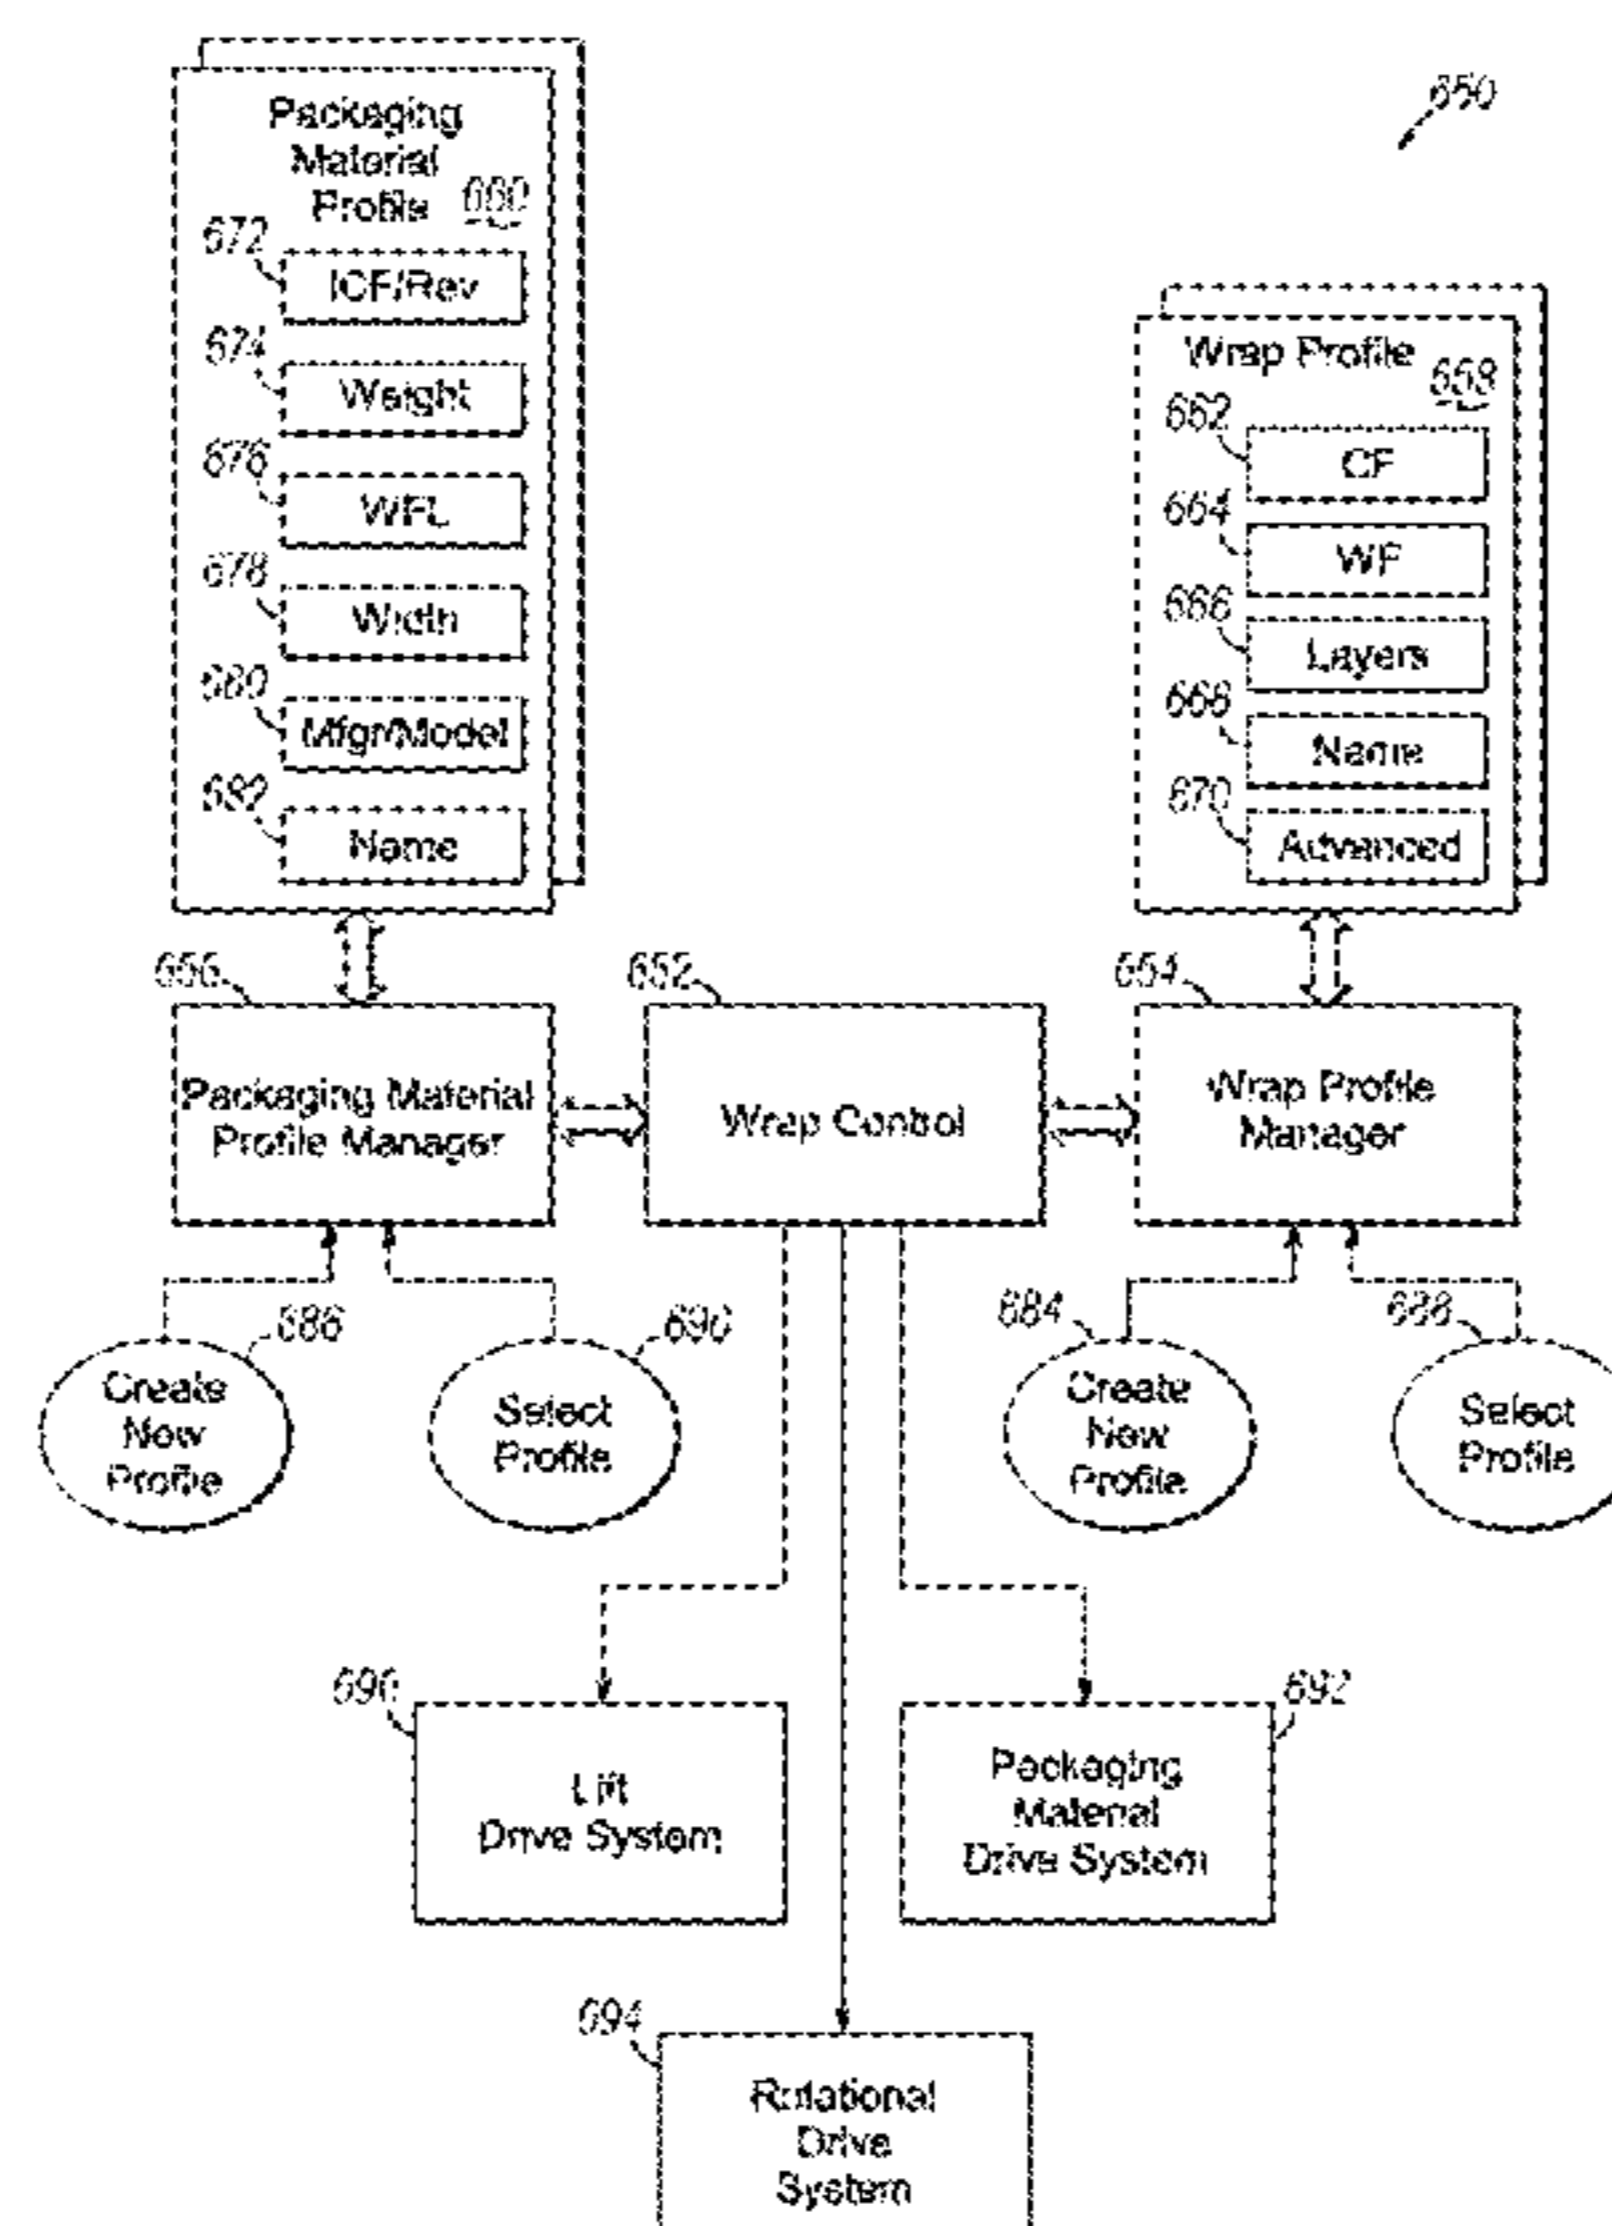 650
Packaging
Material
Profile 660
672
ICF/Rev
674
Weight
676
WFL
678
Width
680
Mfgr/Model
682
Name
Wrap Profile
658
662
CF
664
WF
666
Layers
668
Name
670
Advanced
656
Packaging Material
Profile Manager
652
Wrap Control
654
Wrap Profile
Manager
686
Create
New
Profile
690
Select
Profile
684
Create
New
Profile
688
Select
Profile
696
Lift
Drive System
692
Packaging
Material
Drive System
694
Rotational
Drive
System